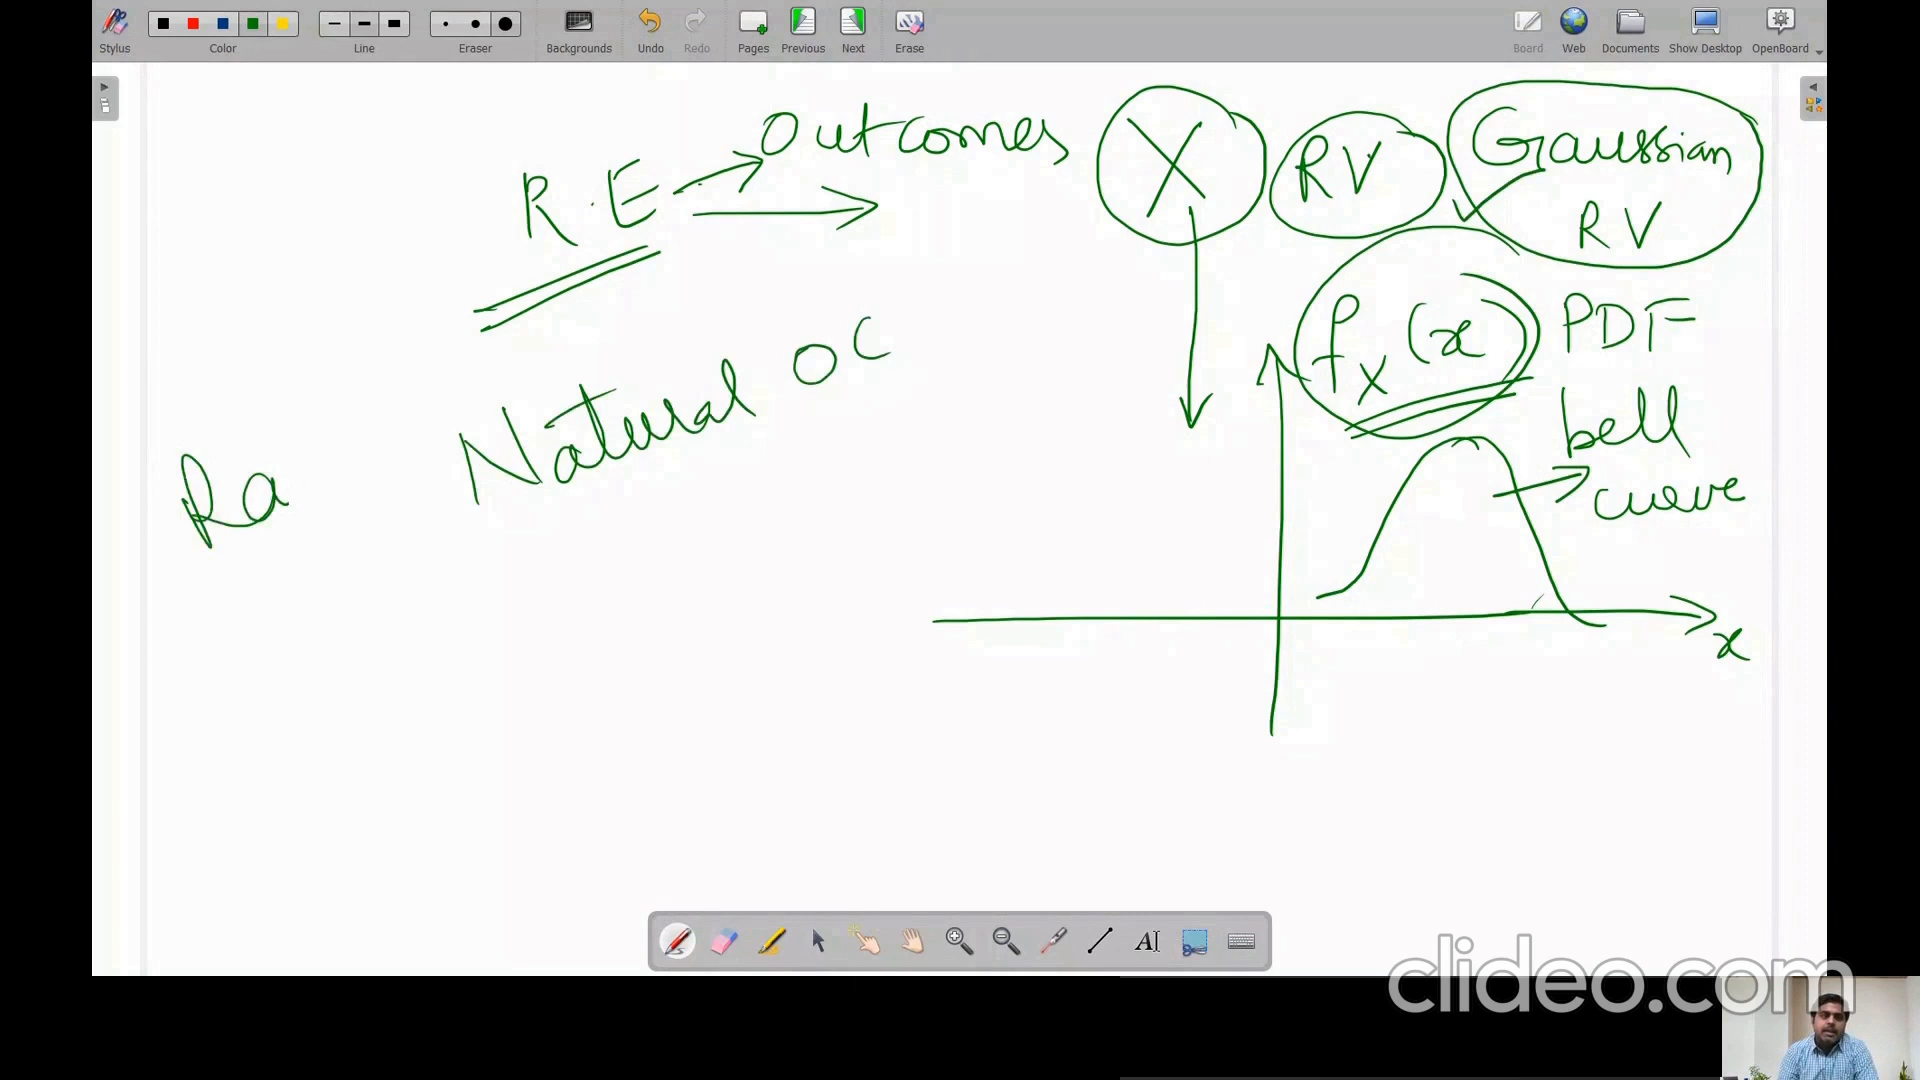 Stylus Color Line Eraser Backgrounds Undo Redo Pages Previous Next Erase Board Web Documents Show Desktop OpenBoard
R.E → Outcomes X RV Gaussian
RV
f_X(x) PDF
Natural OC
bell
curve
Ra
x
clideo.com